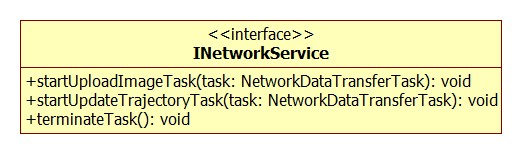 <<interface>>
INetworkService
+startUploadImageTask(task: NetworkDataTransferTask): void
+startUpdateTrajectoryTask(task: NetworkDataTransferTask): void
+terminateTask(): void